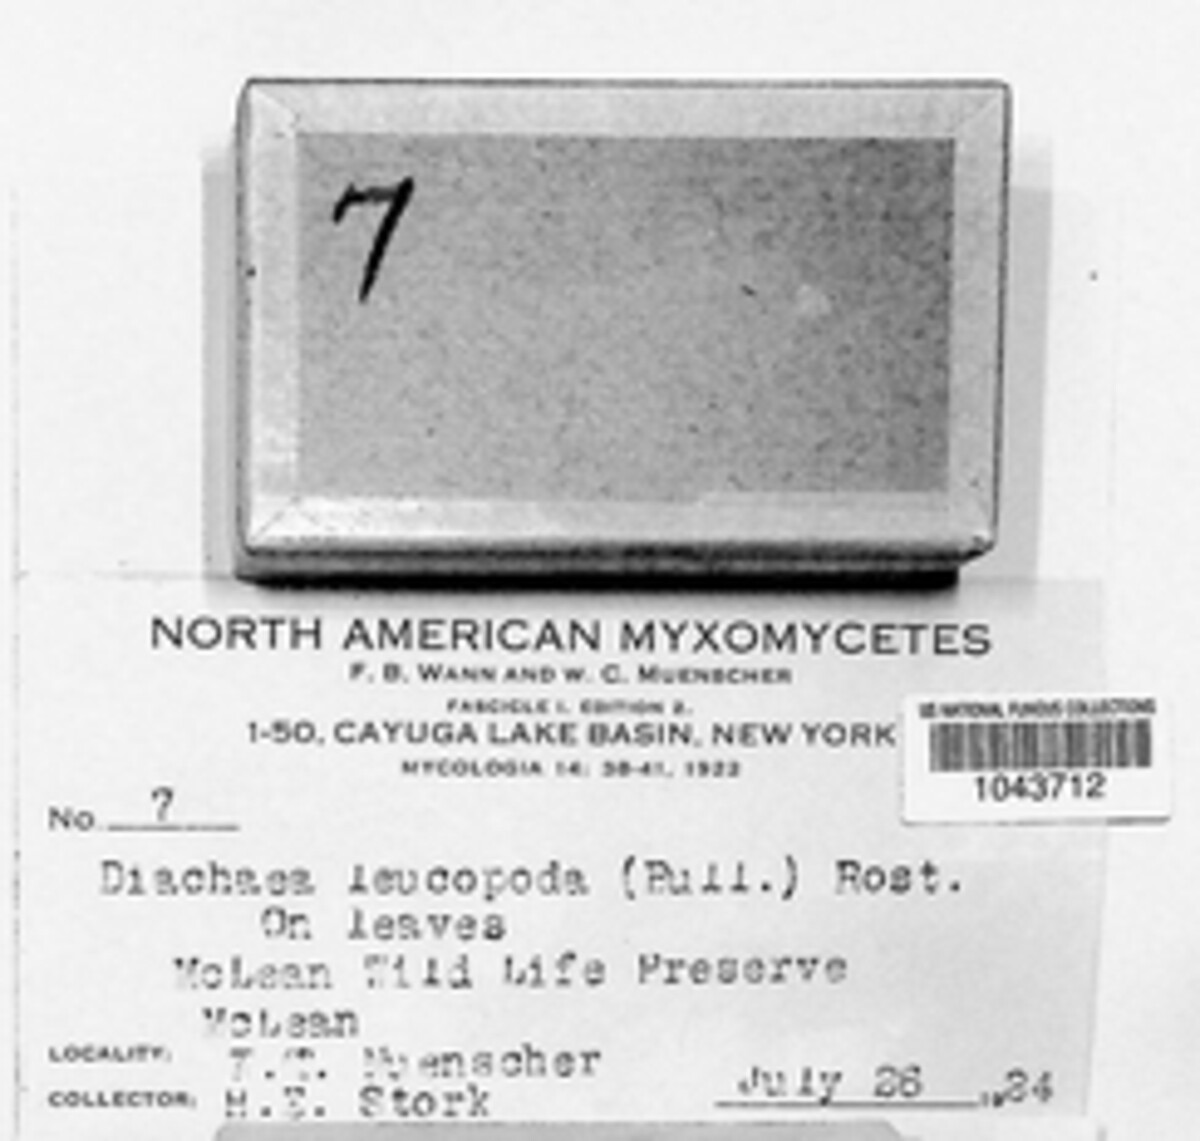 7
NORTH AMERICAN MYXOMYCETES
F. B. WANN AND W. C. MUENSCHER
FASCICLE I, EDITION 2.
1-50, CAYUGA LAKE BASIN, NEW YORK
MYCOLOGIA 14: 38-41, 1922
US NATIONAL FUNGUS COLLECTIONS
1043712
No. 7
Diachaea leucopoda (Bull.) Rost.
On leaves
McLean Wild Life Preserve
McLean
LOCALITY: Muenscher
COLLECTOR: Stork
July 26